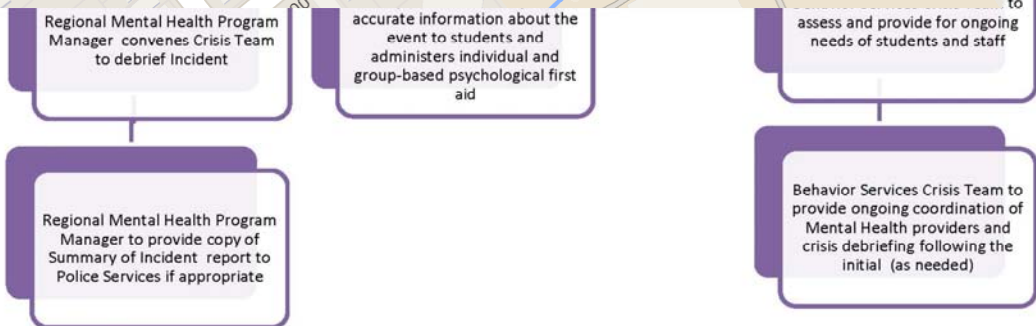 Regional Mental Health Program
Manager convenes Crisis Team
to debrief Incident
accurate information about the
event to students and
administers individual and
group-based psychological first
aid
to
assess and provide for ongoing
needs of students and staff
Regional Mental Health Program
Manager to provide copy of
Summary of Incident report to
Police Services if appropriate
Behavior Services Crisis Team to
provide ongoing coordination of
Mental Health providers and
crisis debriefing following the
initial (as needed)